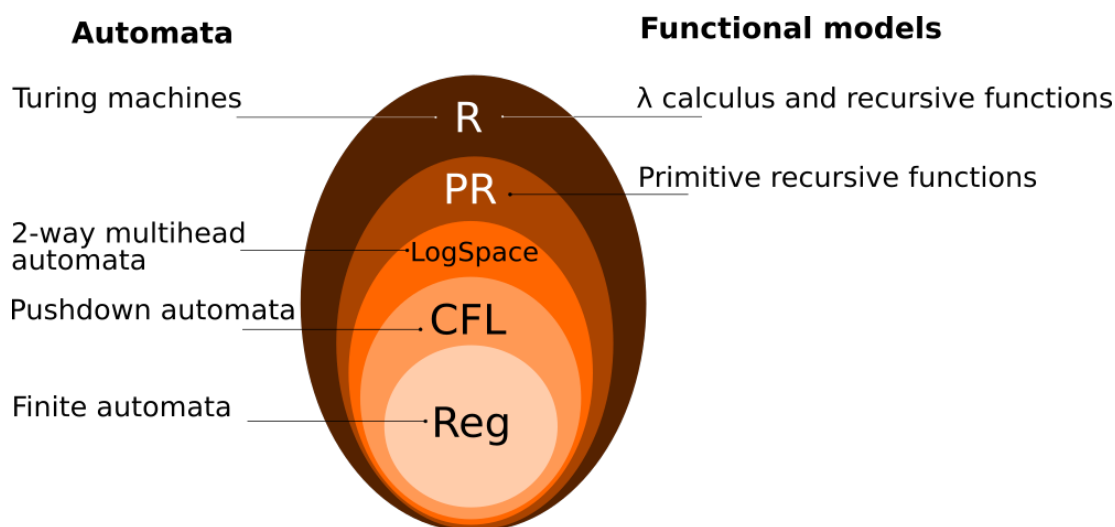 Automata
Functional models
Turing machines
R
λ calculus and recursive functions
PR
Primitive recursive functions
2-way multihead
automata
LogSpace
Pushdown automata
CFL
Finite automata
Reg